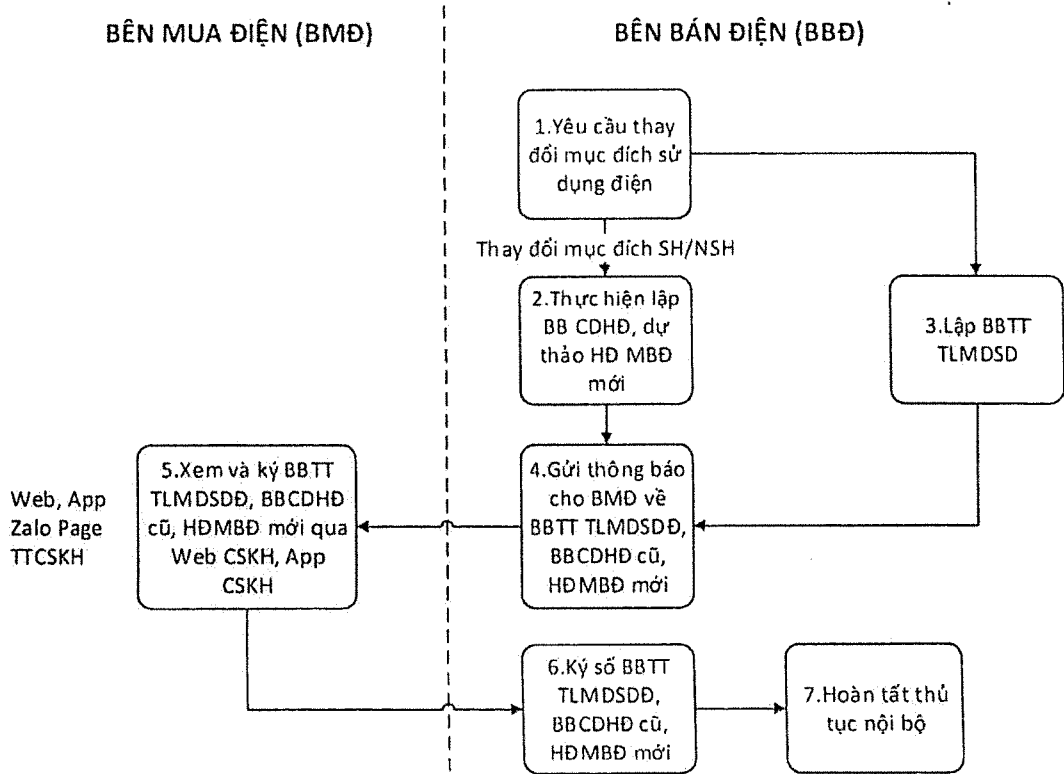 BÊN MUA ĐIỆN (BMĐ)
BÊN BÁN ĐIỆN (BBĐ)
1.Yêu cầu thay
đổi mục đích sử
dụng điện
Thay đổi mục đích SH/NSH
2.Thực hiện lập
BB CDHĐ, dự
thảo HĐ MBĐ
mới
3.Lập BBTT
TLMDSD
4.Gửi thông báo
cho BMĐ về
BBTT TLMDSDĐ,
BBCDHĐ cũ,
HĐMBĐ mới
5.Xem và ký BBTT
TLMDSDĐ, BBCDHĐ
cũ, HĐMBĐ mới qua
Web CSKH, App
CSKH
Web, App
Zalo Page
TTCSKH
6.Ký số BBTT
TLMDSDĐ,
BBCDHĐ cũ,
HĐMBĐ mới
7.Hoàn tất thủ
tục nội bộ